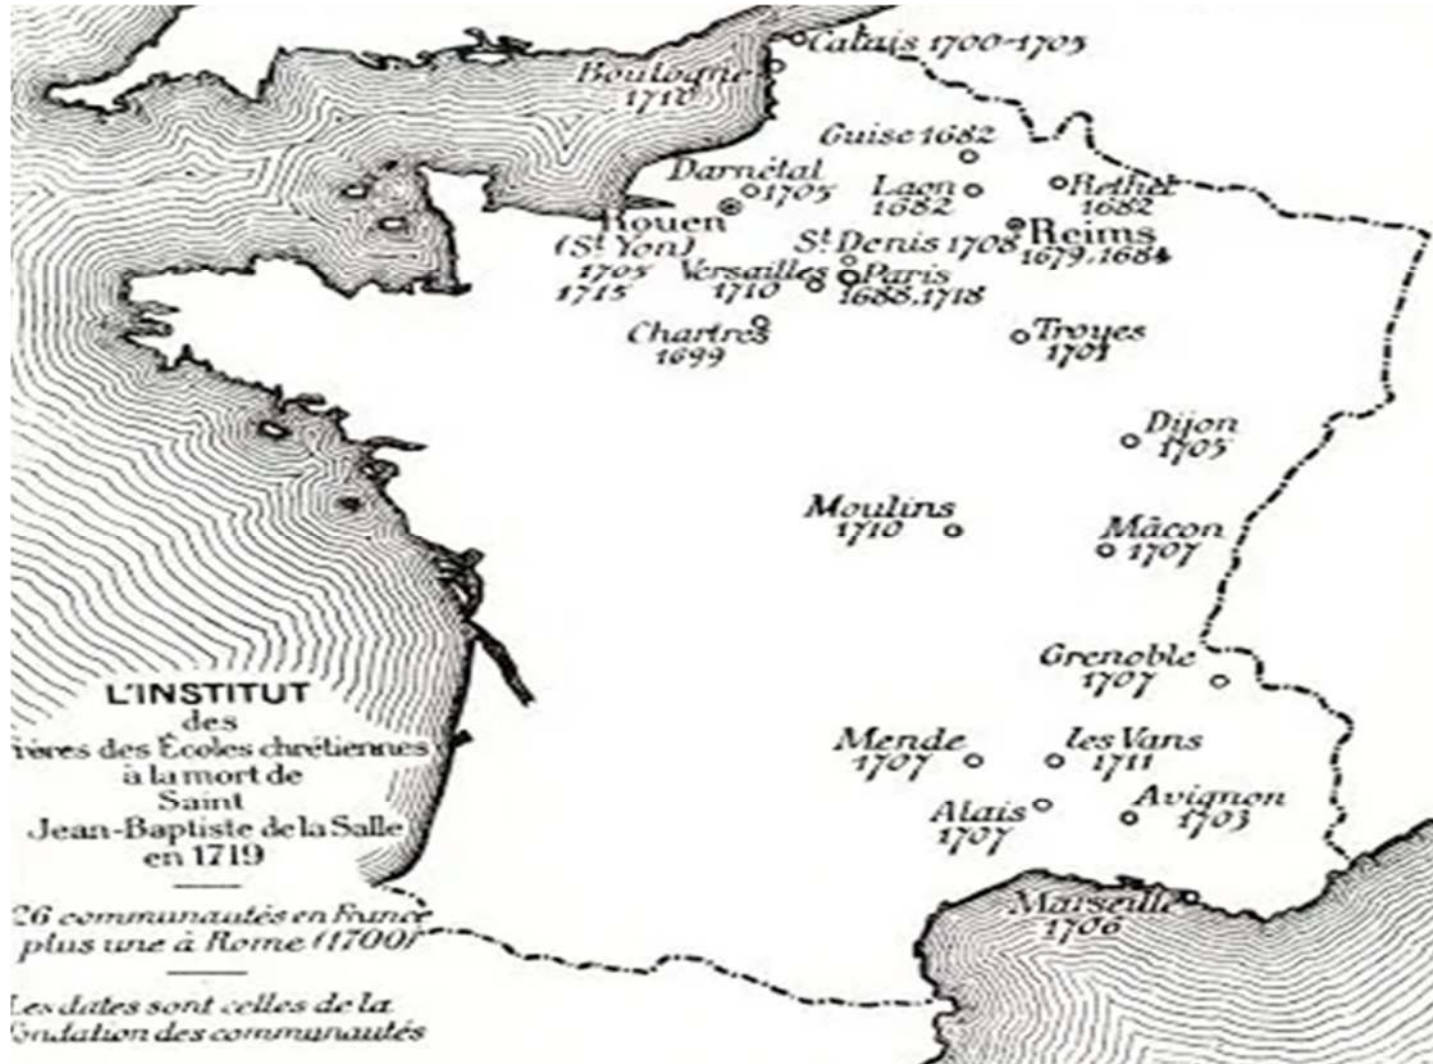 Calais 1700-1705
Boulogne
1710
Guise 1682
Darnétal
1705
Laon
1682
Rethel
1682
Rouen
(St Yon)
1705
1715
St Denis 1708
Reims
1679.1684
Versailles
1710
Paris
1688.1718
Chartres
1699
Troyes
1701
Dijon
1705
Moulins
1710
Mâcon
1707
Grenoble
1707
Mende
1707
les Vans
1711
Alais
1707
Avignon
1703
Marseille
1706
L'INSTITUT
des
rères des Écoles chrétiennes
à la mort de
Saint
Jean-Baptiste de la Salle
en 1719
26 communautés en France
plus une à Rome (1700)
Les dates sont celles de la
fondation des communautés